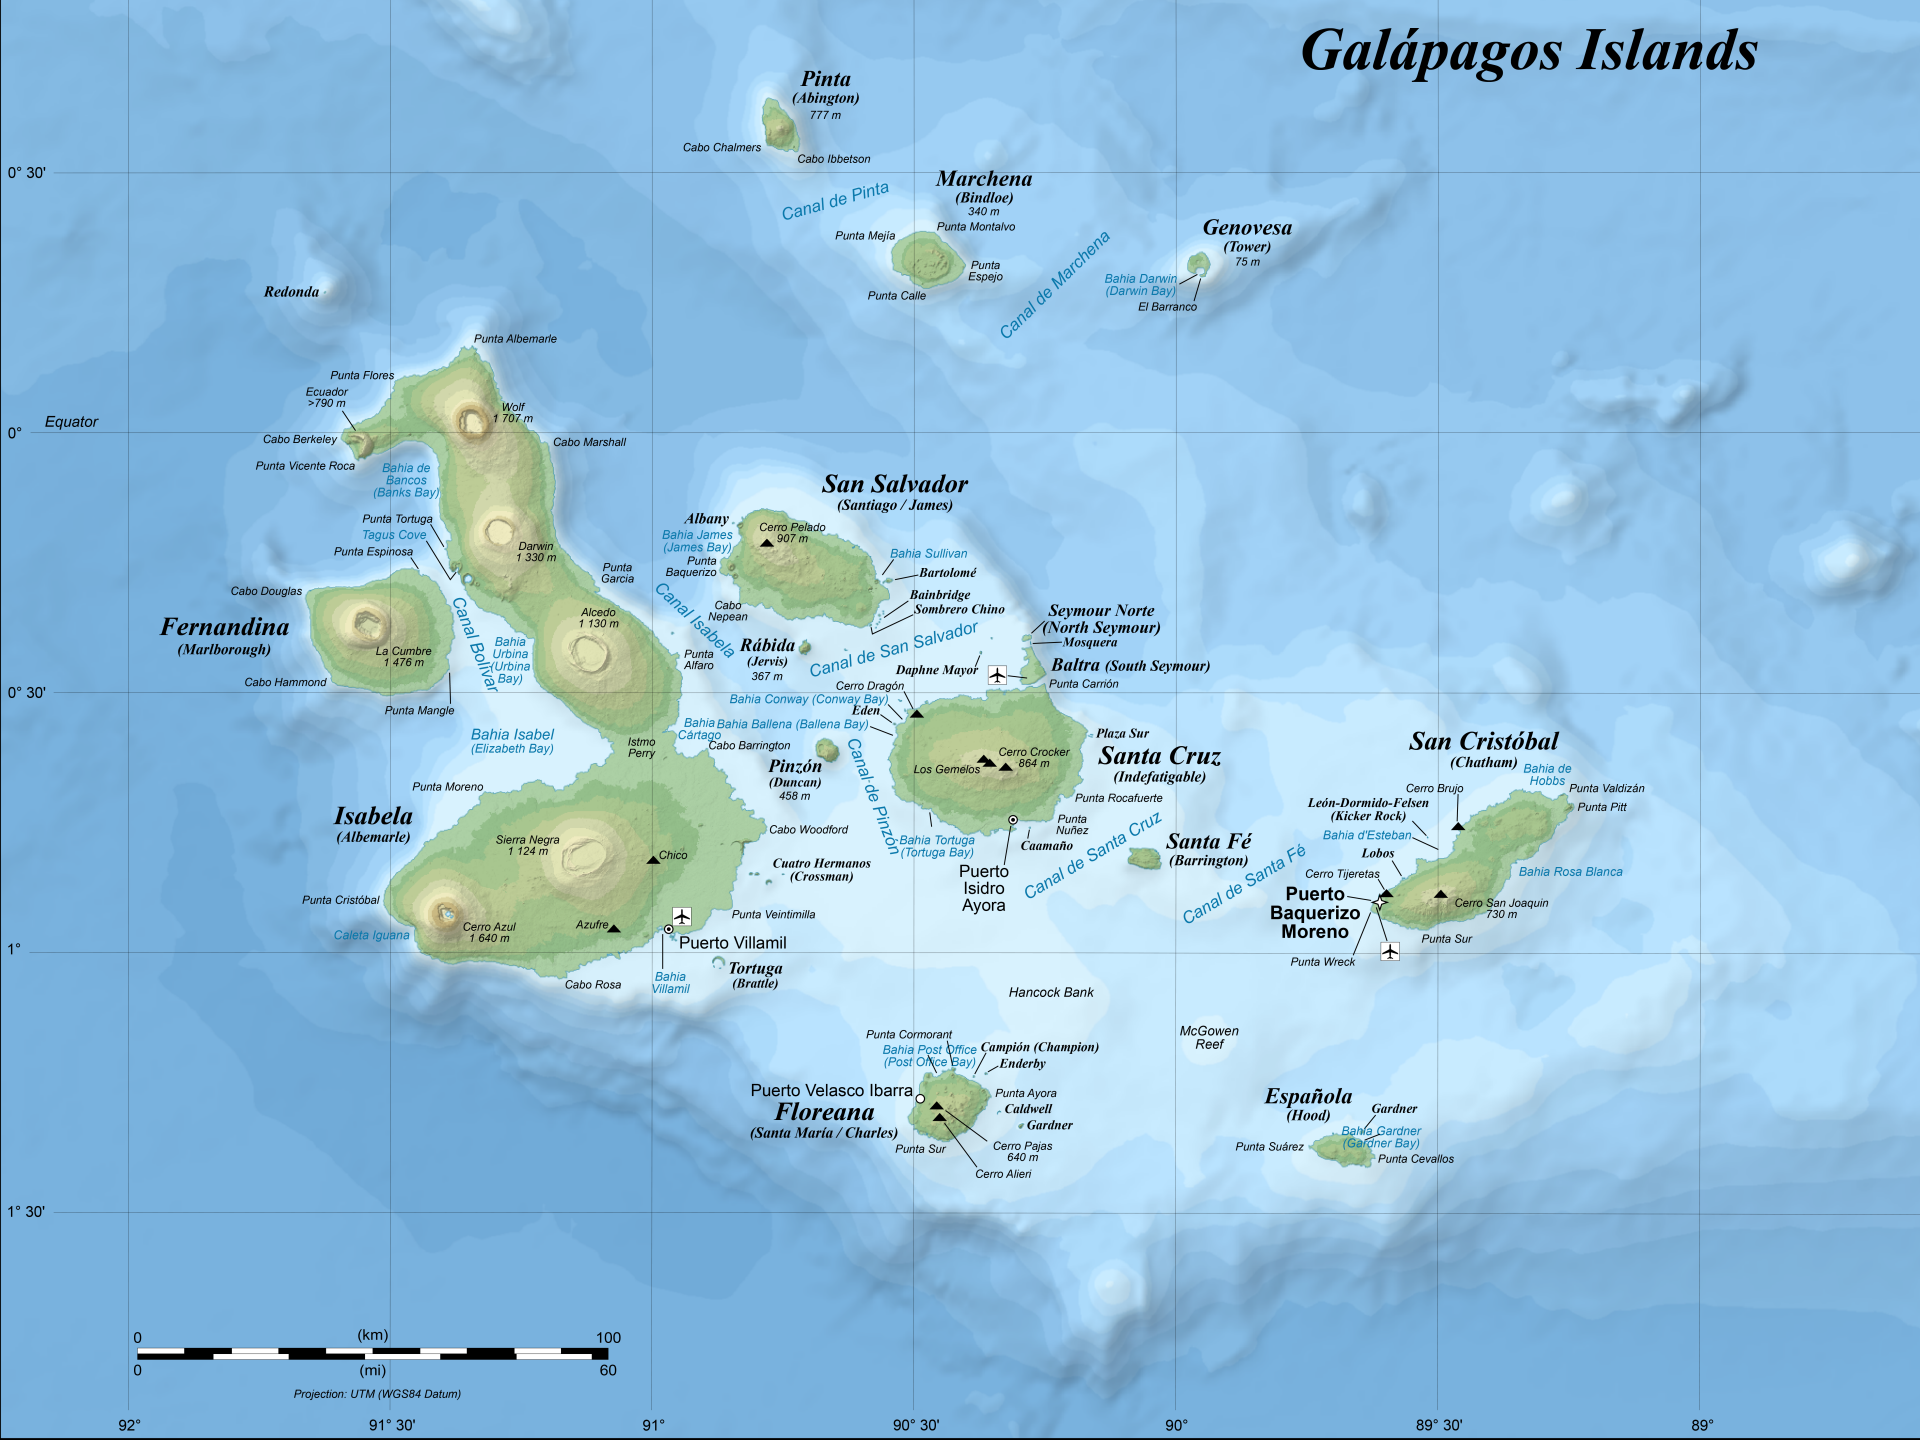 Galápagos Islands
Pinta
(Abington)
777 m
Cabo Chalmers
Cabo Ibbetson
0° 30'
Canal de Pinta
Marchena
(Bindloe)
340 m
Punta Montalvo
Punta Mejía
Punta
Espejo
Punta Calle
Canal de Marchena
Genovesa
(Tower)
75 m
Bahia Darwin
(Darwin Bay)
El Barranco
Redonda
Punta Albemarle
Punta Flores
Ecuador
>790 m
Wolf
1 707 m
Equator
0°
Cabo Berkeley
Cabo Marshall
Punta Vicente Roca
Bahia de
Bancos
(Banks Bay)
Punta Tortuga
Tagus Cove
Punta Espinosa
Darwin
1 330 m
Punta
Garcia
Cabo Douglas
Fernandina
(Marlborough)
La Cumbre
1 476 m
Cabo Hammond
Punta Mangle
Canal Bolívar
Bahia
Urbina
(Urbina
Bay)
Alcedo
1 130 m
Punta
Alfaro
Canal Isabela
San Salvador
(Santiago / James)
Albany
Bahia James
(James Bay)
Cerro Pelado
907 m
Punta
Baquerizo
Cabo
Nepean
Bahia Sullivan
Bartolomé
Bainbridge
Sombrero Chino
Rábida
(Jervis)
367 m
Canal de San Salvador
Seymour Norte
(North Seymour)
Mosquera
Daphne Mayor
Baltra (South Seymour)
Punta Carrión
0° 30'
Cerro Dragón
Bahia Conway (Conway Bay)
Eden
Bahia Ballena (Ballena Bay)
Bahia
Cártago
Cabo Barrington
Bahia Isabel
(Elizabeth Bay)
Istmo
Perry
Pinzón
(Duncan)
458 m
Canal de Pinzón
Plaza Sur
Santa Cruz
(Indefatigable)
Cerro Crocker
864 m
Los Gemelos
Punta Rocafuerte
Punta
Nuñez
Caamaño
Bahia Tortuga
(Tortuga Bay)
Puerto
Isidro
Ayora
Canal de Santa Cruz
Santa Fé
(Barrington)
Canal de Santa Fé
San Cristóbal
(Chatham)
Bahia de
Hobbs
Cerro Brujo
Punta Valdizán
Punta Pitt
León-Dormido-Felsen
(Kicker Rock)
Bahia d'Esteban
Lobos
Cerro Tijeretas
Bahia Rosa Blanca
Puerto
Baquerizo
Moreno
Cerro San Joaquin
730 m
Punta Sur
Punta Wreck
Punta Moreno
Isabela
(Albemarle)
Sierra Negra
1 124 m
Chico
Cabo Woodford
Cuatro Hermanos
(Crossman)
Punta Cristóbal
Caleta Iguana
Cerro Azul
1 640 m
Azufre
Punta Veintimilla
Puerto Villamil
1°
Cabo Rosa
Bahia
Villamil
Tortuga
(Brattle)
Hancock Bank
McGowen
Reef
Punta Cormorant
Bahia Post Office
(Post Office Bay)
Campión (Champion)
Enderby
Puerto Velasco Ibarra
Floreana
(Santa María / Charles)
Punta Ayora
Caldwell
Gardner
Punta Sur
Cerro Pajas
640 m
Cerro Alieri
Española
(Hood)
Gardner
Bahia Gardner
(Gardner Bay)
Punta Suárez
Punta Cevallos
1° 30'
0 (km) 100
0 (mi) 60
Projection: UTM (WGS84 Datum)
92° 91° 30' 91° 90° 30' 90° 89° 30' 89°